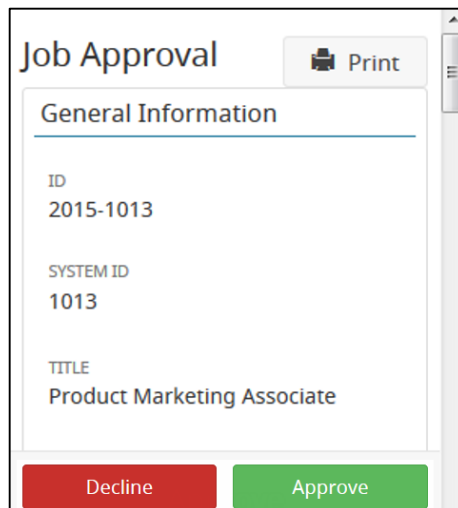 Job Approval
Print
General Information
ID
2015-1013
SYSTEM ID
1013
TITLE
Product Marketing Associate
Decline
Approve